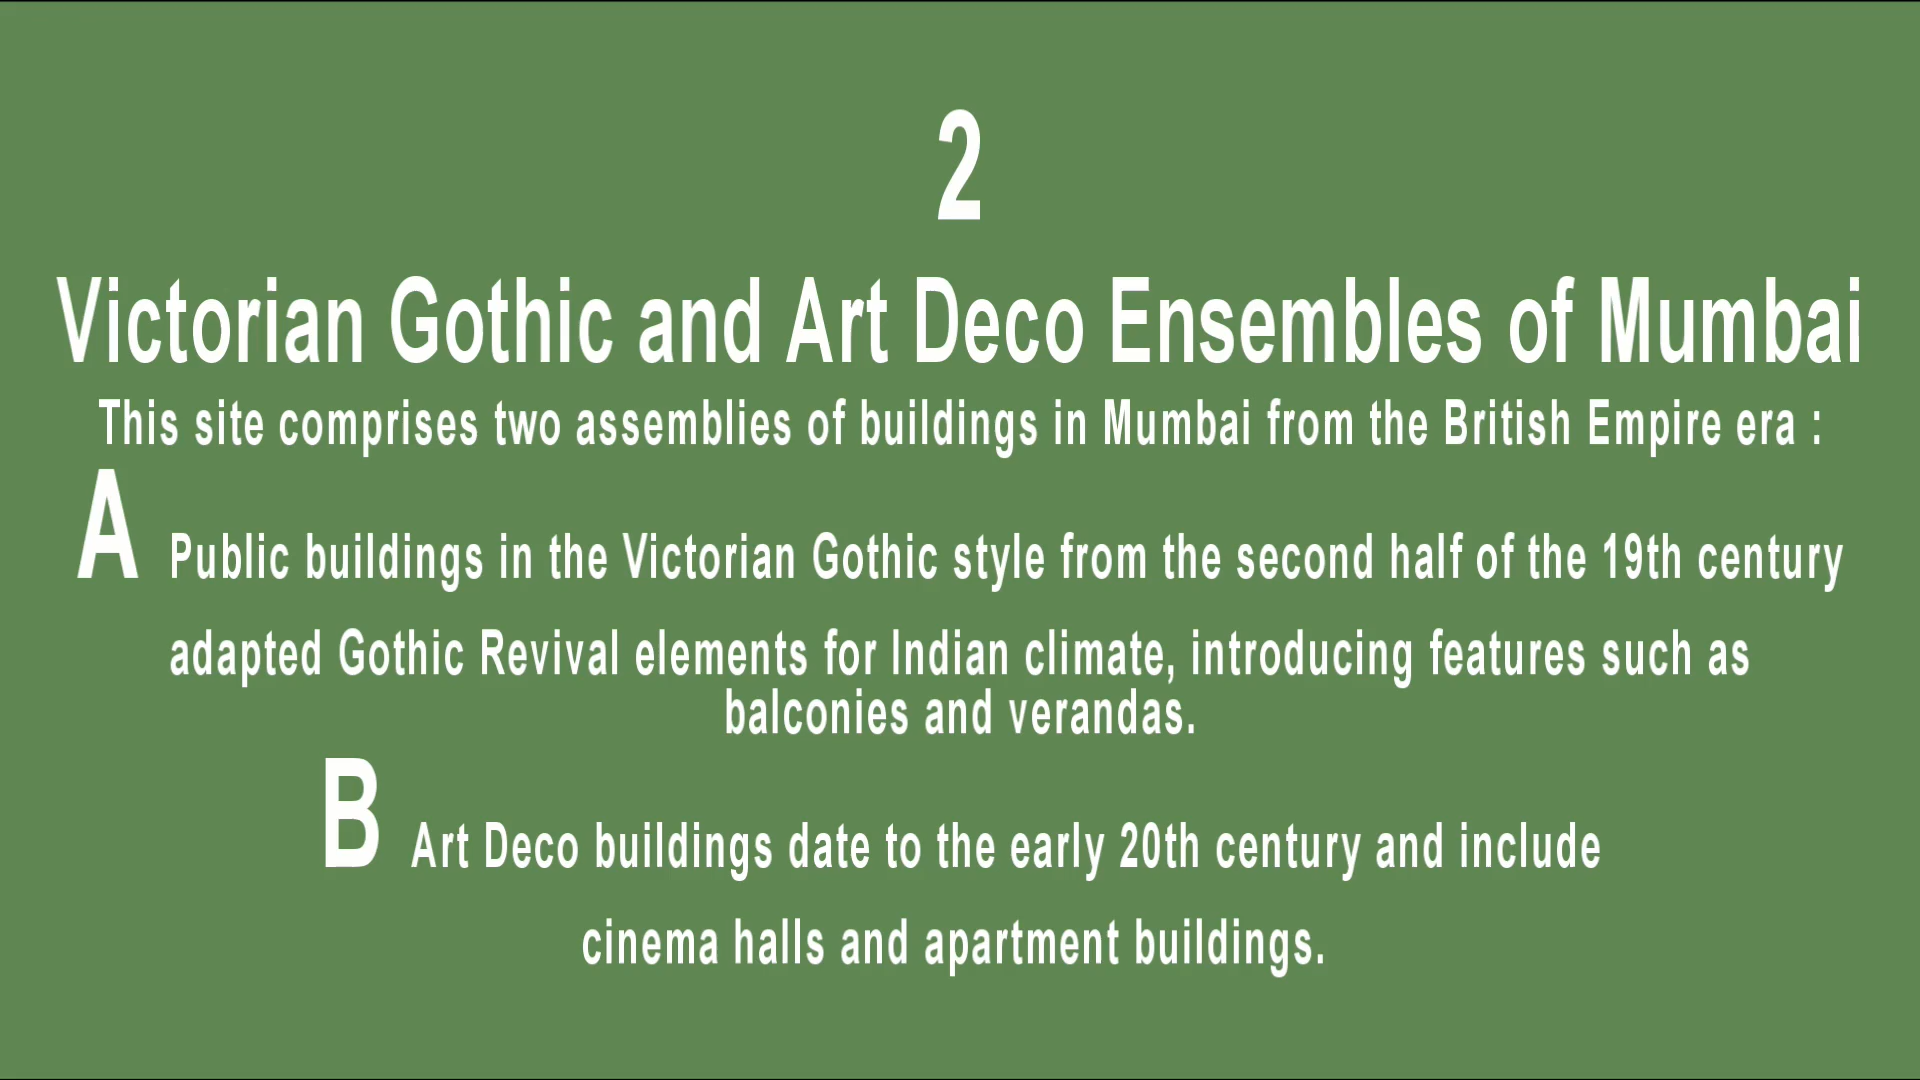 2
Victorian Gothic and Art Deco Ensembles of Mumbai
This site comprises two assemblies of buildings in Mumbai from the British Empire era :
A Public buildings in the Victorian Gothic style from the second half of the 19th century
adapted Gothic Revival elements for Indian climate, introducing features such as
balconies and verandas.
B Art Deco buildings date to the early 20th century and include
cinema halls and apartment buildings.